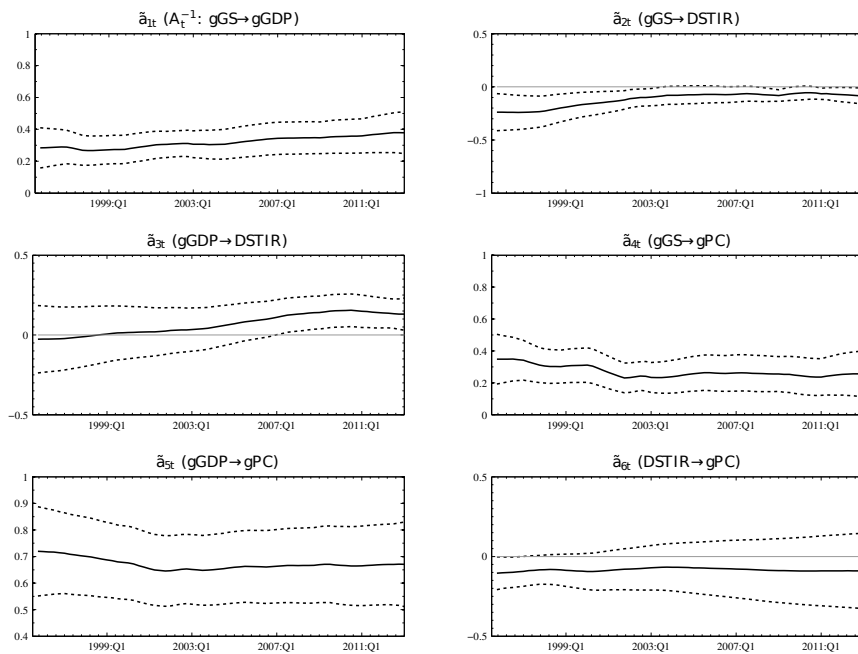 ã₁ₜ (Aₜ⁻¹: gGS→gGDP)
1
0.8
0.6
0.4
0.2
0
1999:Q1 2003:Q1 2007:Q1 2011:Q1
ã₂ₜ (gGS→DSTIR)
0.5
0
−0.5
−1
1999:Q1 2003:Q1 2007:Q1 2011:Q1
ã₃ₜ (gGDP→DSTIR)
0.5
0
−0.5
1999:Q1 2003:Q1 2007:Q1 2011:Q1
ã₄ₜ (gGS→gPC)
1
0.8
0.6
0.4
0.2
0
1999:Q1 2003:Q1 2007:Q1 2011:Q1
ã₅ₜ (gGDP→gPC)
1
0.9
0.8
0.7
0.6
0.5
0.4
1999:Q1 2003:Q1 2007:Q1 2011:Q1
ã₆ₜ (DSTIR→gPC)
0.5
0
−0.5
1999:Q1 2003:Q1 2007:Q1 2011:Q1